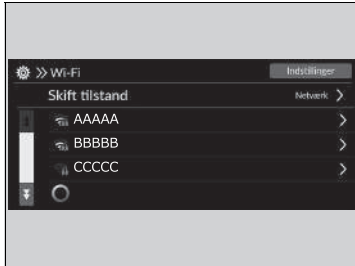 Wi-Fi
Indstillinger
Skift tilstand
Netværk
AAAAA
BBBBB
CCCCC